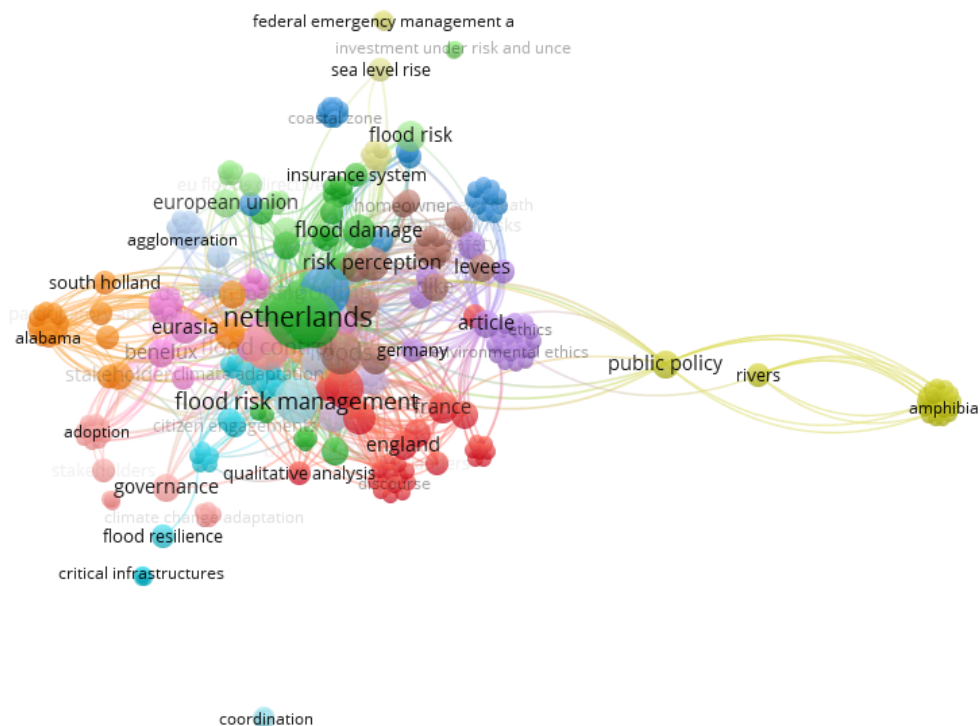 federal emergency management a
investment under risk and unce
sea level rise
coastal zone
flood risk
insurance system
homeowner
european union
flood damage
agglomeration
risk perception
levees
south holland
netherlands
eurasia
article
ethics
alabama
benelux
germany
environmental ethics
public policy
rivers
stakeholder
climate adaptation
flood risk management
france
amphibia
adoption
citizen engagements
england
stakeholders
qualitative analysis
discourse
governance
climate change adaptation
flood resilience
critical infrastructures
coordination